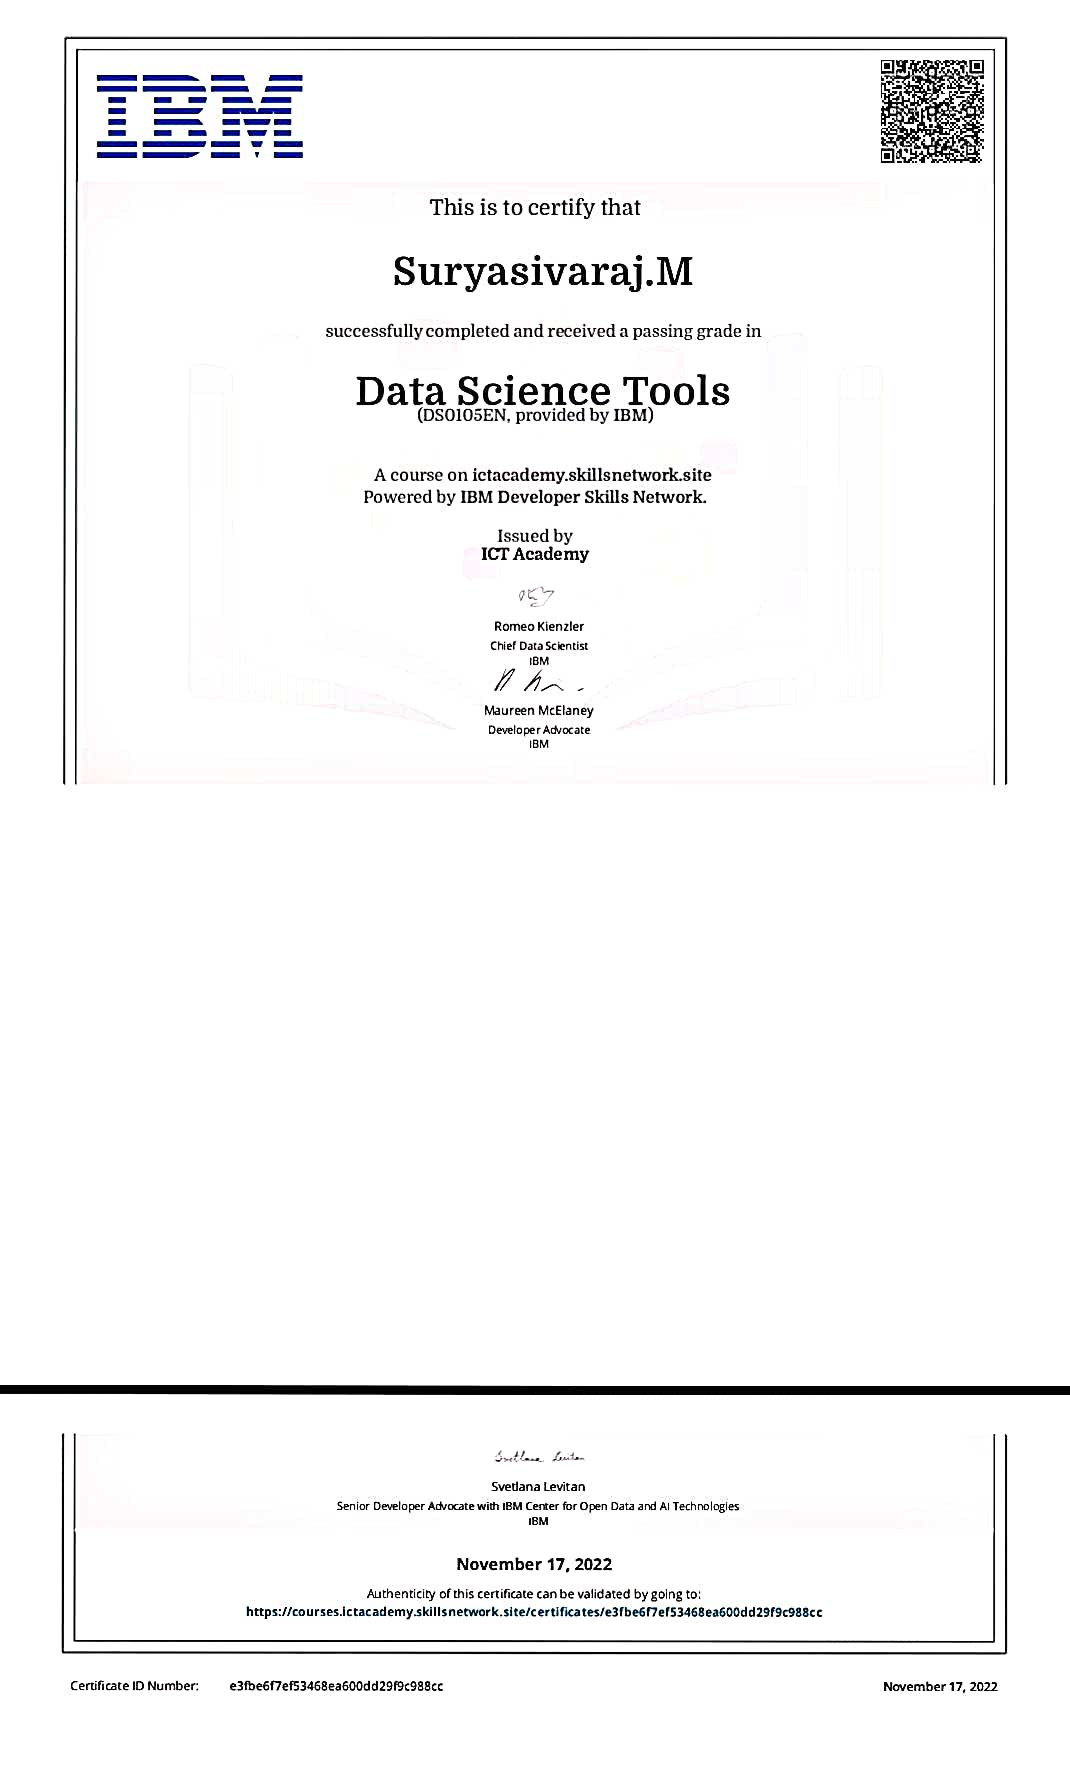 IBM
This is to certify that
Suryasivaraj.M
successfully completed and received a passing grade in
Data Science Tools
(DS0105EN, provided by IBM)
A course on ictacademy.skillsnetwork.site
Powered by IBM Developer Skills Network.
Issued by
ICT Academy
Romeo Kienzler
Chief Data Scientist
IBM
Maureen McElaney
Developer Advocate
IBM
Svetlana Levitan
Svetlana Levitan
Senior Developer Advocate with IBM Center for Open Data and AI Technologies
IBM
November 17, 2022
Authenticity of this certificate can be validated by going to:
https://courses.ictacademy.skillsnetwork.site/certificates/e3fbe6f7ef53468ea600dd29f9c988cc
Certificate ID Number: e3fbe6f7ef53468ea600dd29f9c988cc November 17, 2022